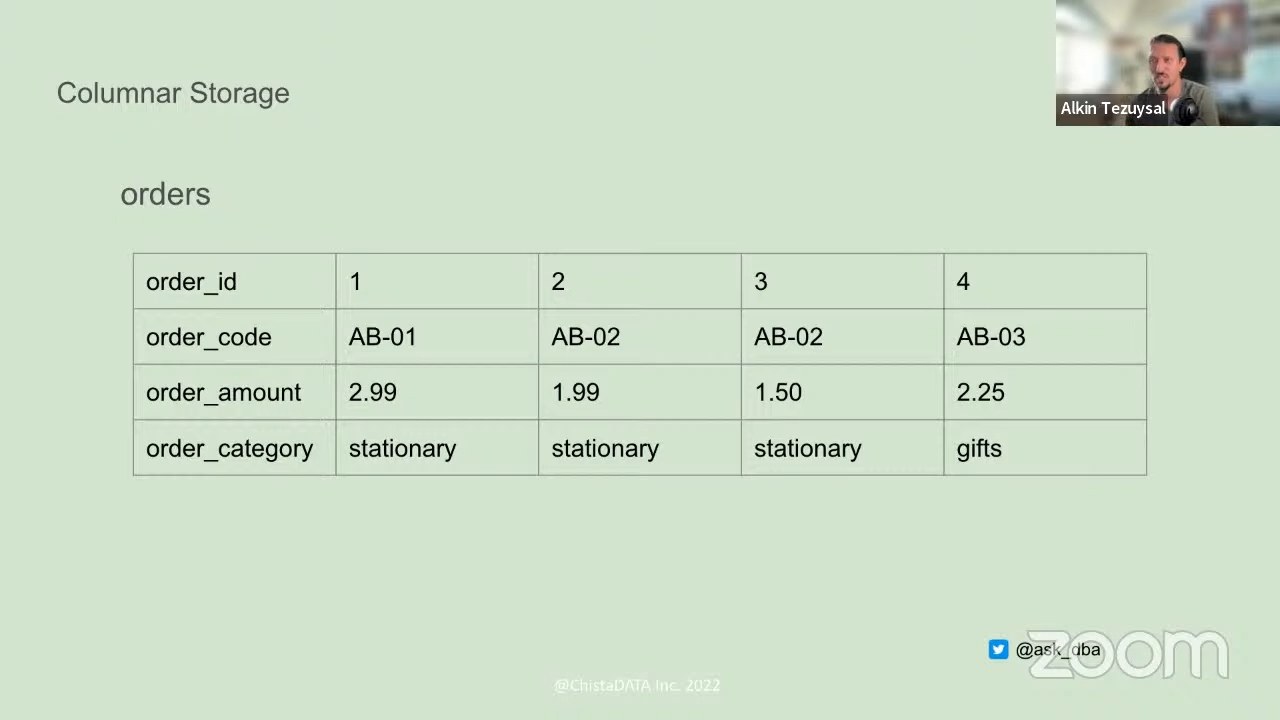 Columnar Storage
Alkin Tezuysal
orders
order_id 1 2 3 4
order_code AB-01 AB-02 AB-02 AB-03
order_amount 2.99 1.99 1.50 2.25
order_category stationary stationary stationary gifts
@ask_dba
zoom
@ChistaDATA Inc. 2022